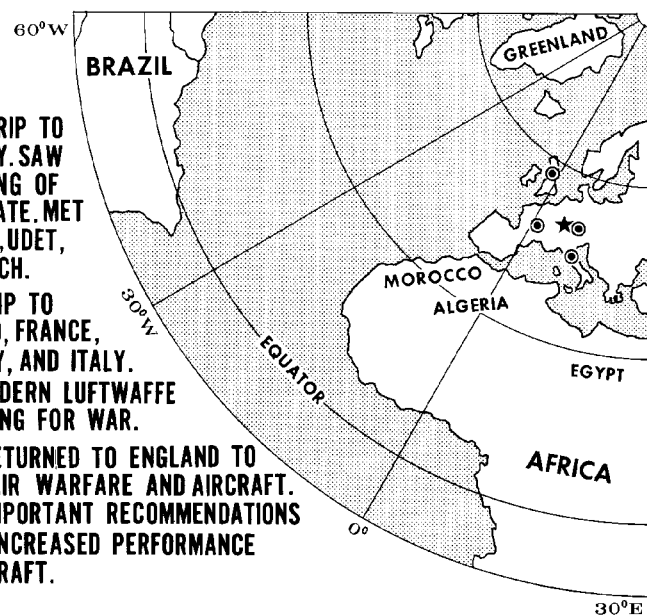 60°W
GREENLAND
BRAZIL
RIP TO
Y. SAW
NG OF
ATE. MET
, UDET,
CH.
30°W
IP TO
, FRANCE,
Y, AND ITALY.
DERN LUFTWAFFE
NG FOR WAR.
ETURNED TO ENGLAND TO
IR WARFARE AND AIRCRAFT.
MPORTANT RECOMMENDATIONS
NCREASED PERFORMANCE
RAFT.
MOROCCO
ALGERIA
EQUATOR
EGYPT
AFRICA
0°
30°E